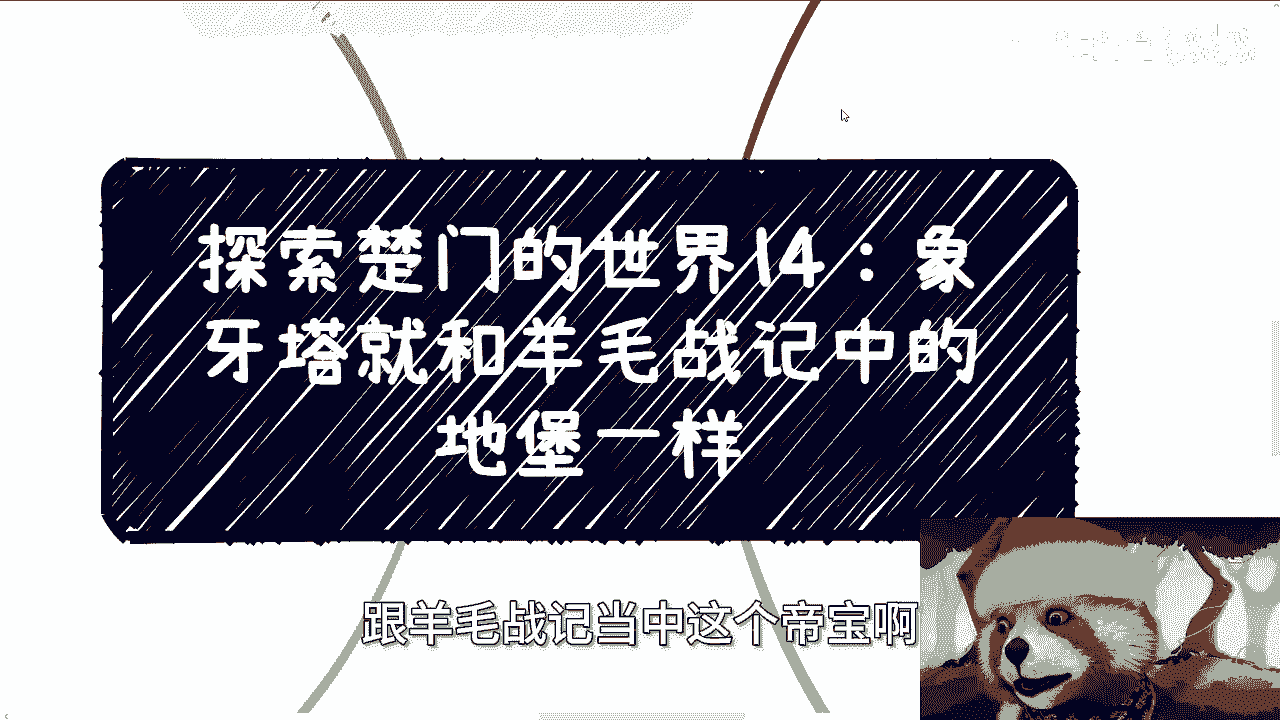 探索楚门的世界14：象
牙塔就和羊毛战记中的
地堡一样
跟羊毛战记当中这个帝宝啊